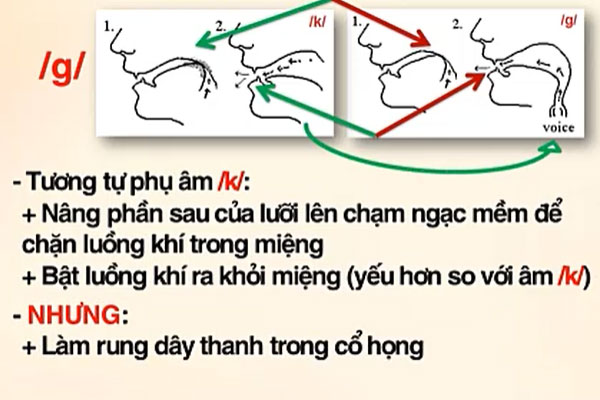 1.
2.
/k/
1.
2.
/g/
/g/
voice
- Tương tự phụ âm /k/:
+ Nâng phần sau của lưỡi lên chạm ngạc mềm để
chặn luồng khí trong miệng
+ Bật luồng khí ra khỏi miệng (yếu hơn so với âm /k/)
- NHƯNG:
+ Làm rung dây thanh trong cổ họng